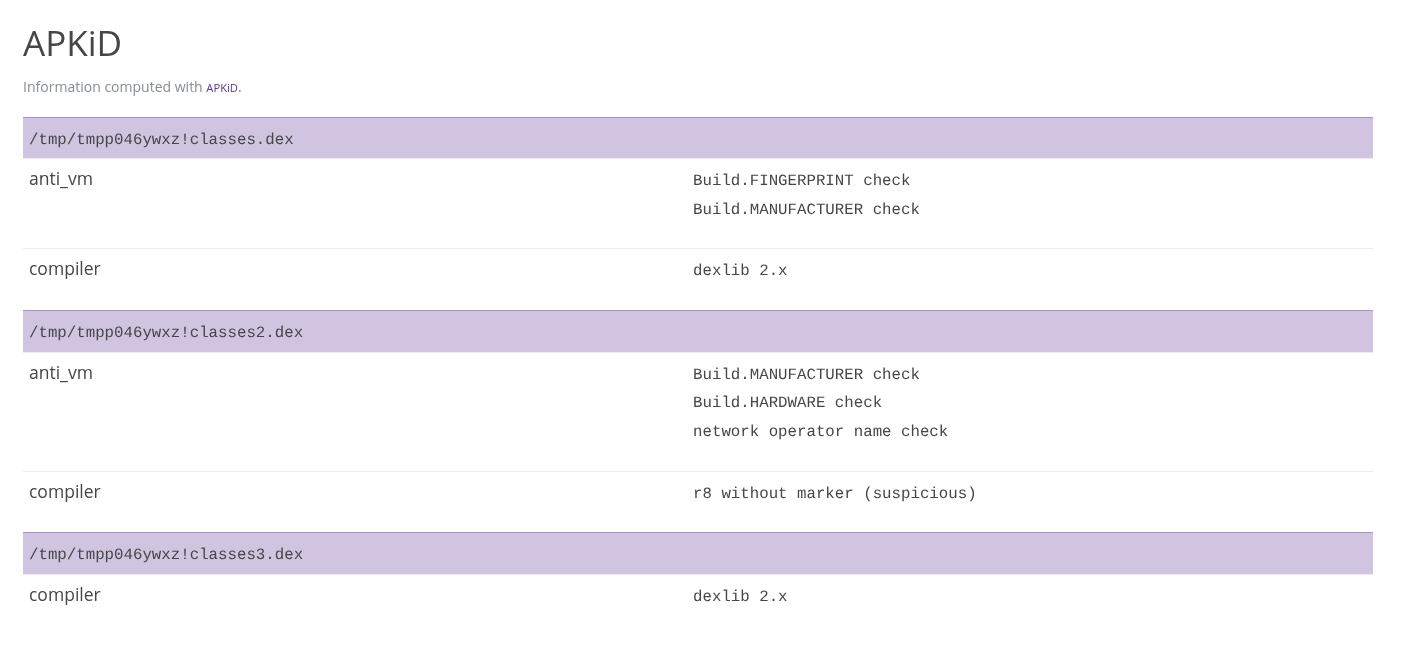 APKiD
Information computed with APKiD.
/tmp/tmpp046ywxz!classes.dex
anti_vm
Build.FINGERPRINT check
Build.MANUFACTURER check
compiler
dexlib 2.x
/tmp/tmpp046ywxz!classes2.dex
anti_vm
Build.MANUFACTURER check
Build.HARDWARE check
network operator name check
compiler
r8 without marker (suspicious)
/tmp/tmpp046ywxz!classes3.dex
compiler
dexlib 2.x